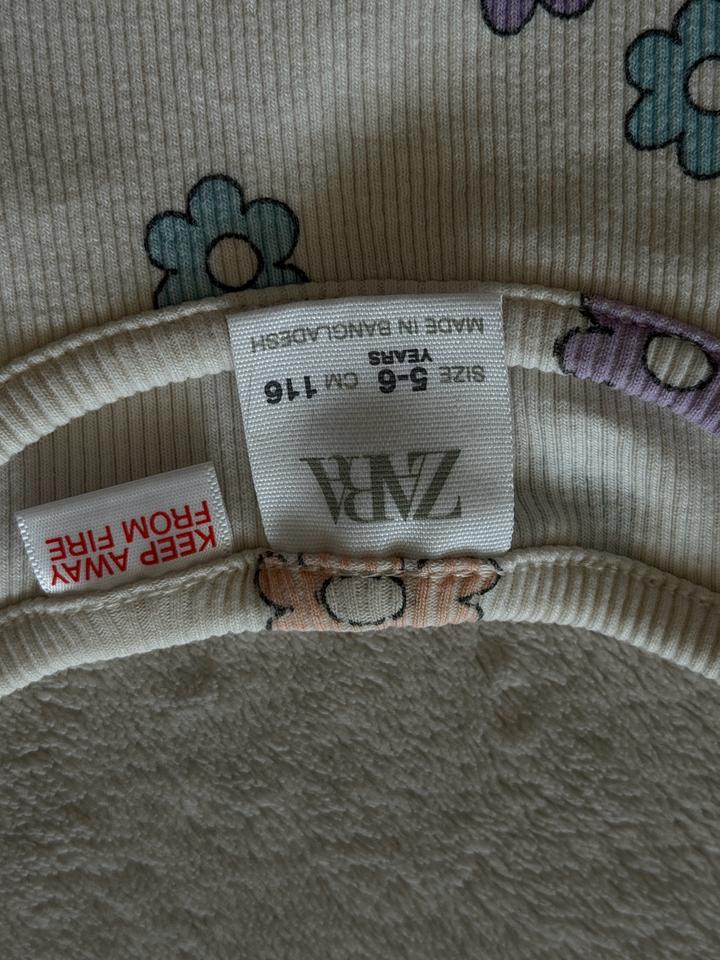 ZARA
SIZE 5-6 YEARS CM 116
MADE IN BANGLADESH
KEEP AWAY
FROM FIRE